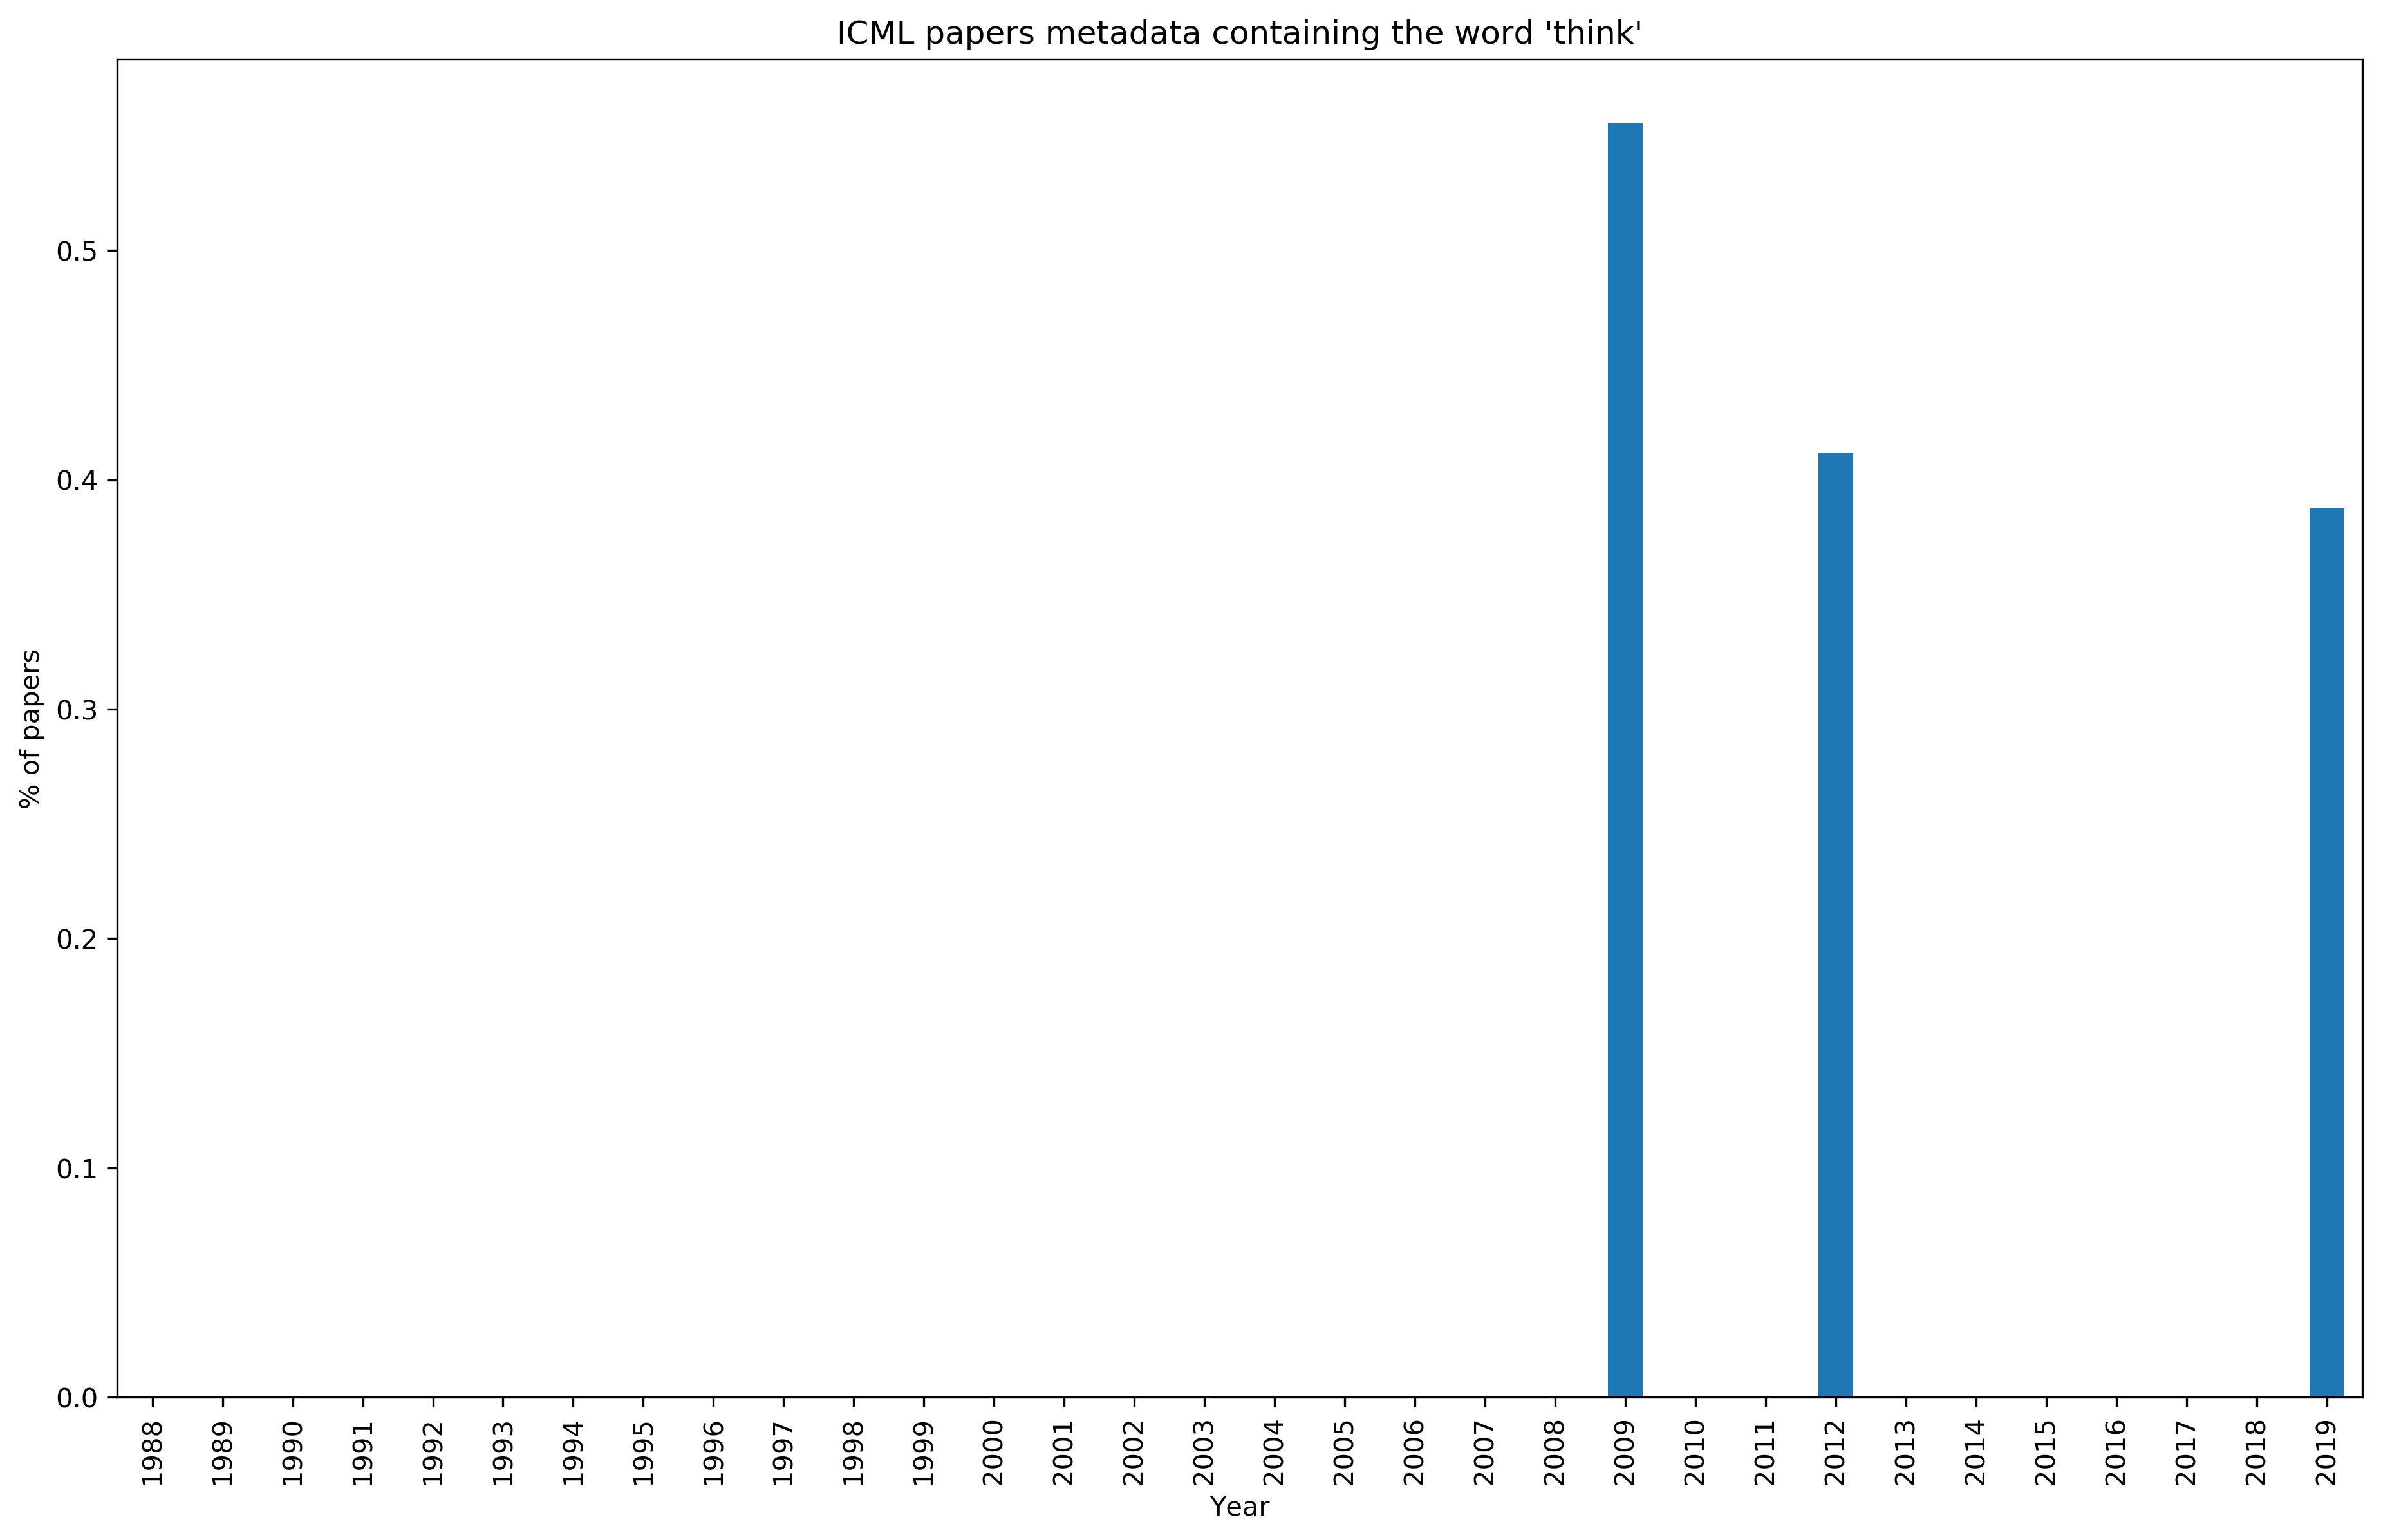 ICML papers metadata containing the word 'think'
% of papers
0.5
0.4
0.3
0.2
0.1
0.0
1988 1989 1990 1991 1992 1993 1994 1995 1996 1997 1998 1999 2000 2001 2002 2003 2004 2005 2006 2007 2008 2009 2010 2011 2012 2013 2014 2015 2016 2017 2018 2019
Year